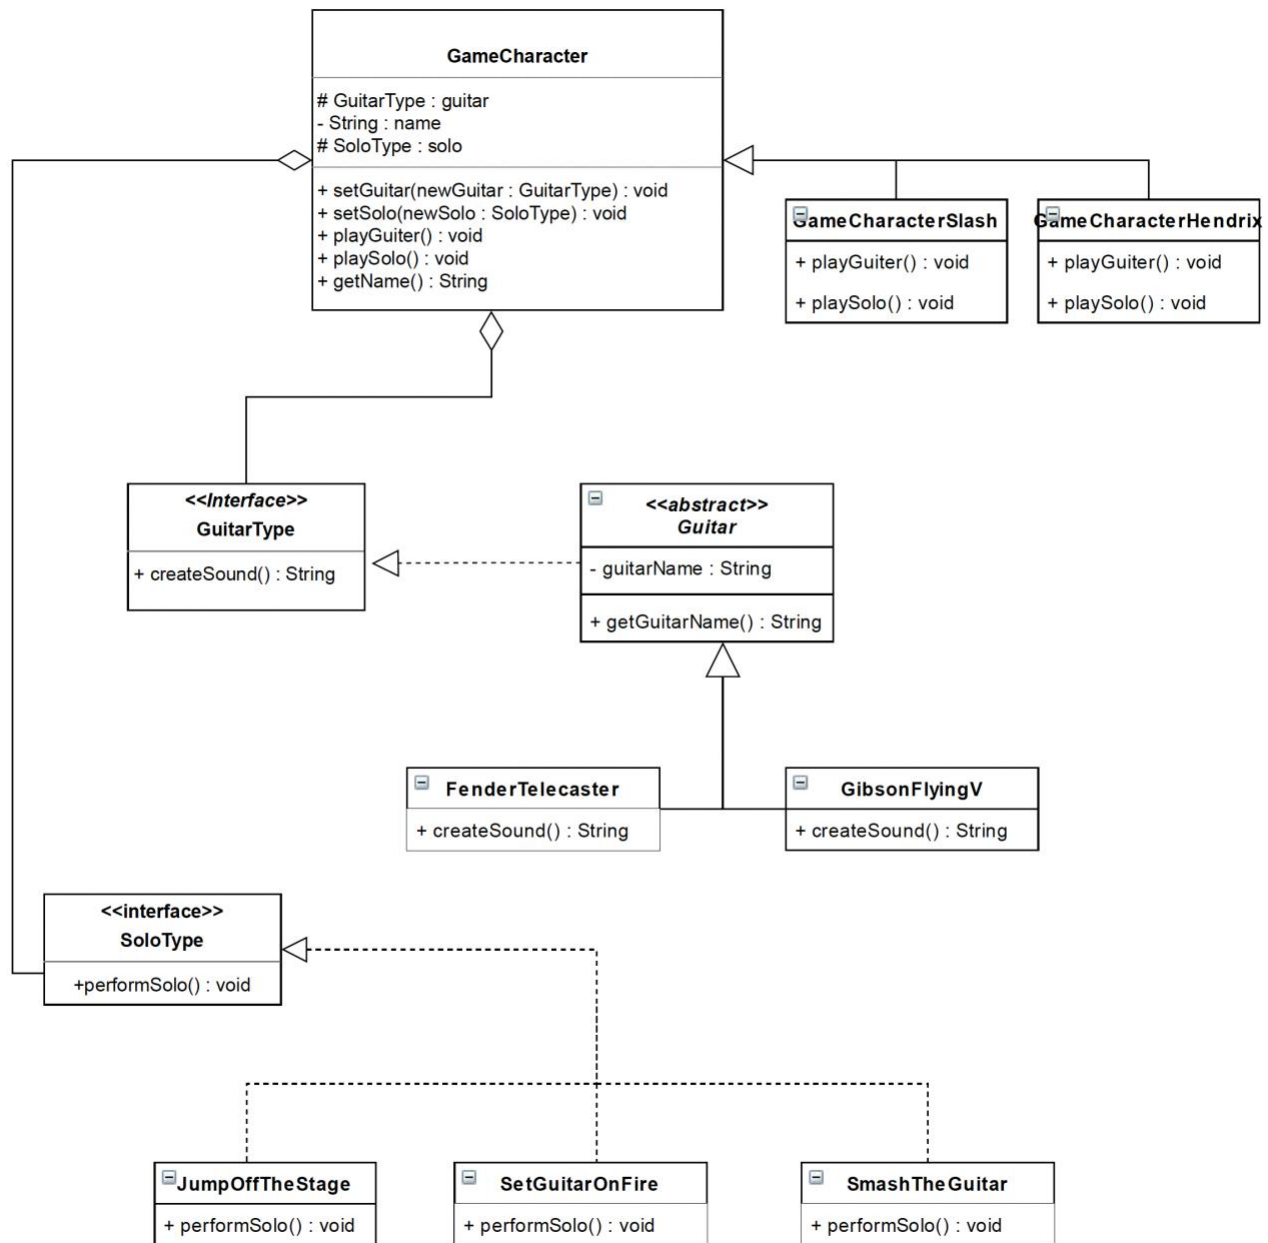 GameCharacter
# GuitarType : guitar
- String : name
# SoloType : solo
+ setGuitar(newGuitar : GuitarType) : void
+ setSolo(newSolo : SoloType) : void
+ playGuiter() : void
+ playSolo() : void
+ getName() : String
GameCharacterSlash
+ playGuiter() : void
+ playSolo() : void
GameCharacterHendrix
+ playGuiter() : void
+ playSolo() : void
<<Interface>>
GuitarType
+ createSound() : String
<<abstract>>
Guitar
- guitarName : String
+ getGuitarName() : String
FenderTelecaster
+ createSound() : String
GibsonFlyingV
+ createSound() : String
<<interface>>
SoloType
+performSolo() : void
JumpOffTheStage
+ performSolo() : void
SetGuitarOnFire
+ performSolo() : void
SmashTheGuitar
+ performSolo() : void